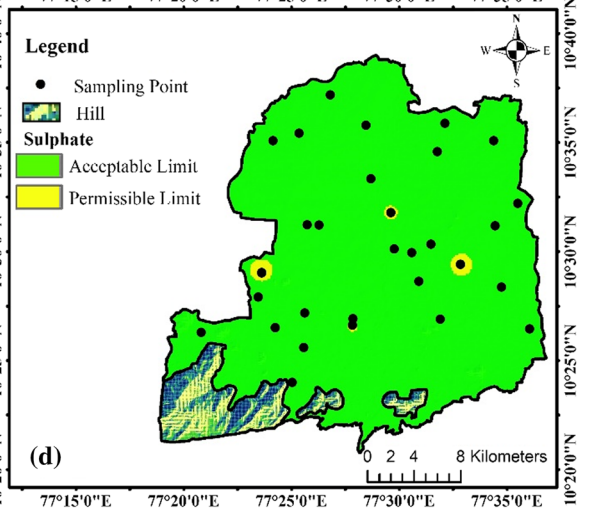 N
W E
S
Legend
Sampling Point
Hill
Sulphate
Acceptable Limit
Permissible Limit
10°40'0"N
10°35'0"N
10°30'0"N
10°25'0"N
10°20'0"N
(d)
0 2 4 8 Kilometers
77°15'0"E 77°20'0"E 77°25'0"E 77°30'0"E 77°35'0"E